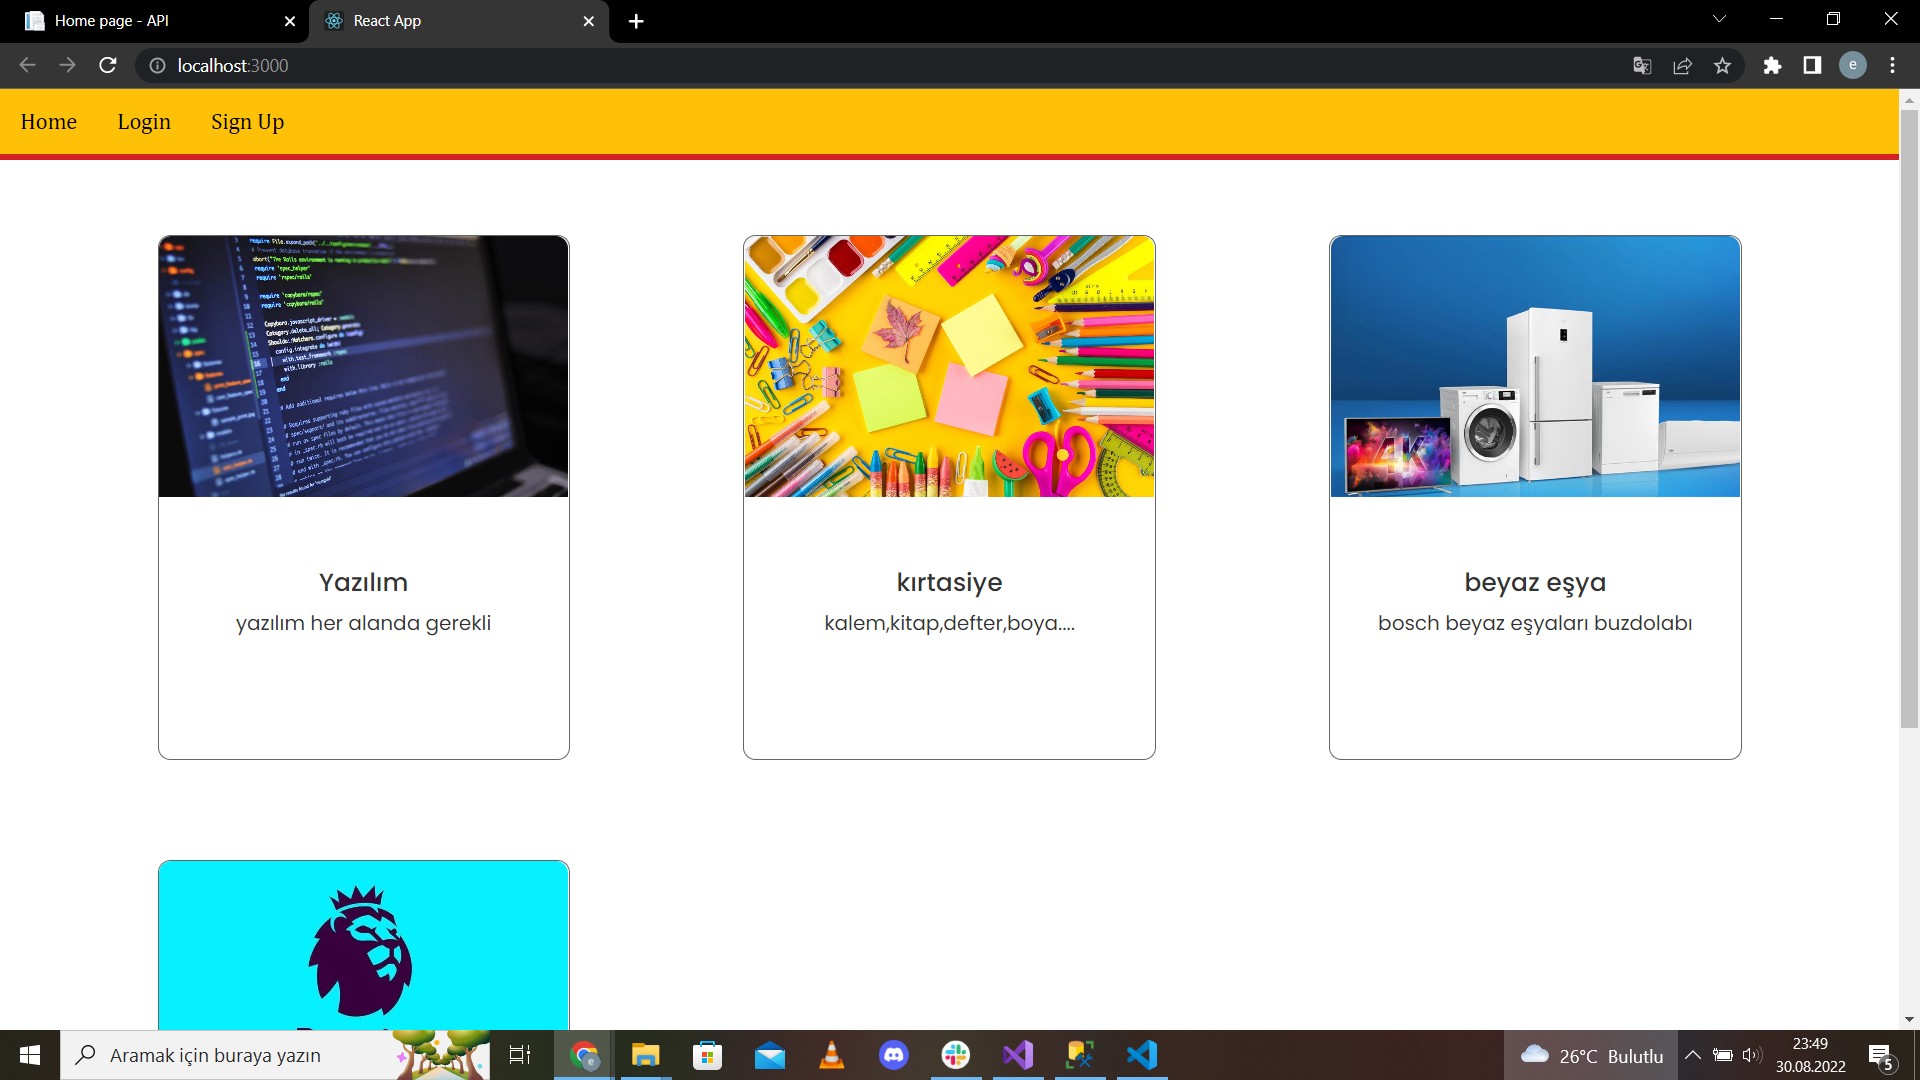 Home page - API
React App
localhost:3000
e
Home
Login
Sign Up
4K
Yazılım
yazılım her alanda gerekli
kırtasiye
kalem,kitap,defter,boya....
beyaz eşya
bosch beyaz eşyaları buzdolabı
Aramak için buraya yazın
26°C Bulutlu
23:49
30.08.2022
5